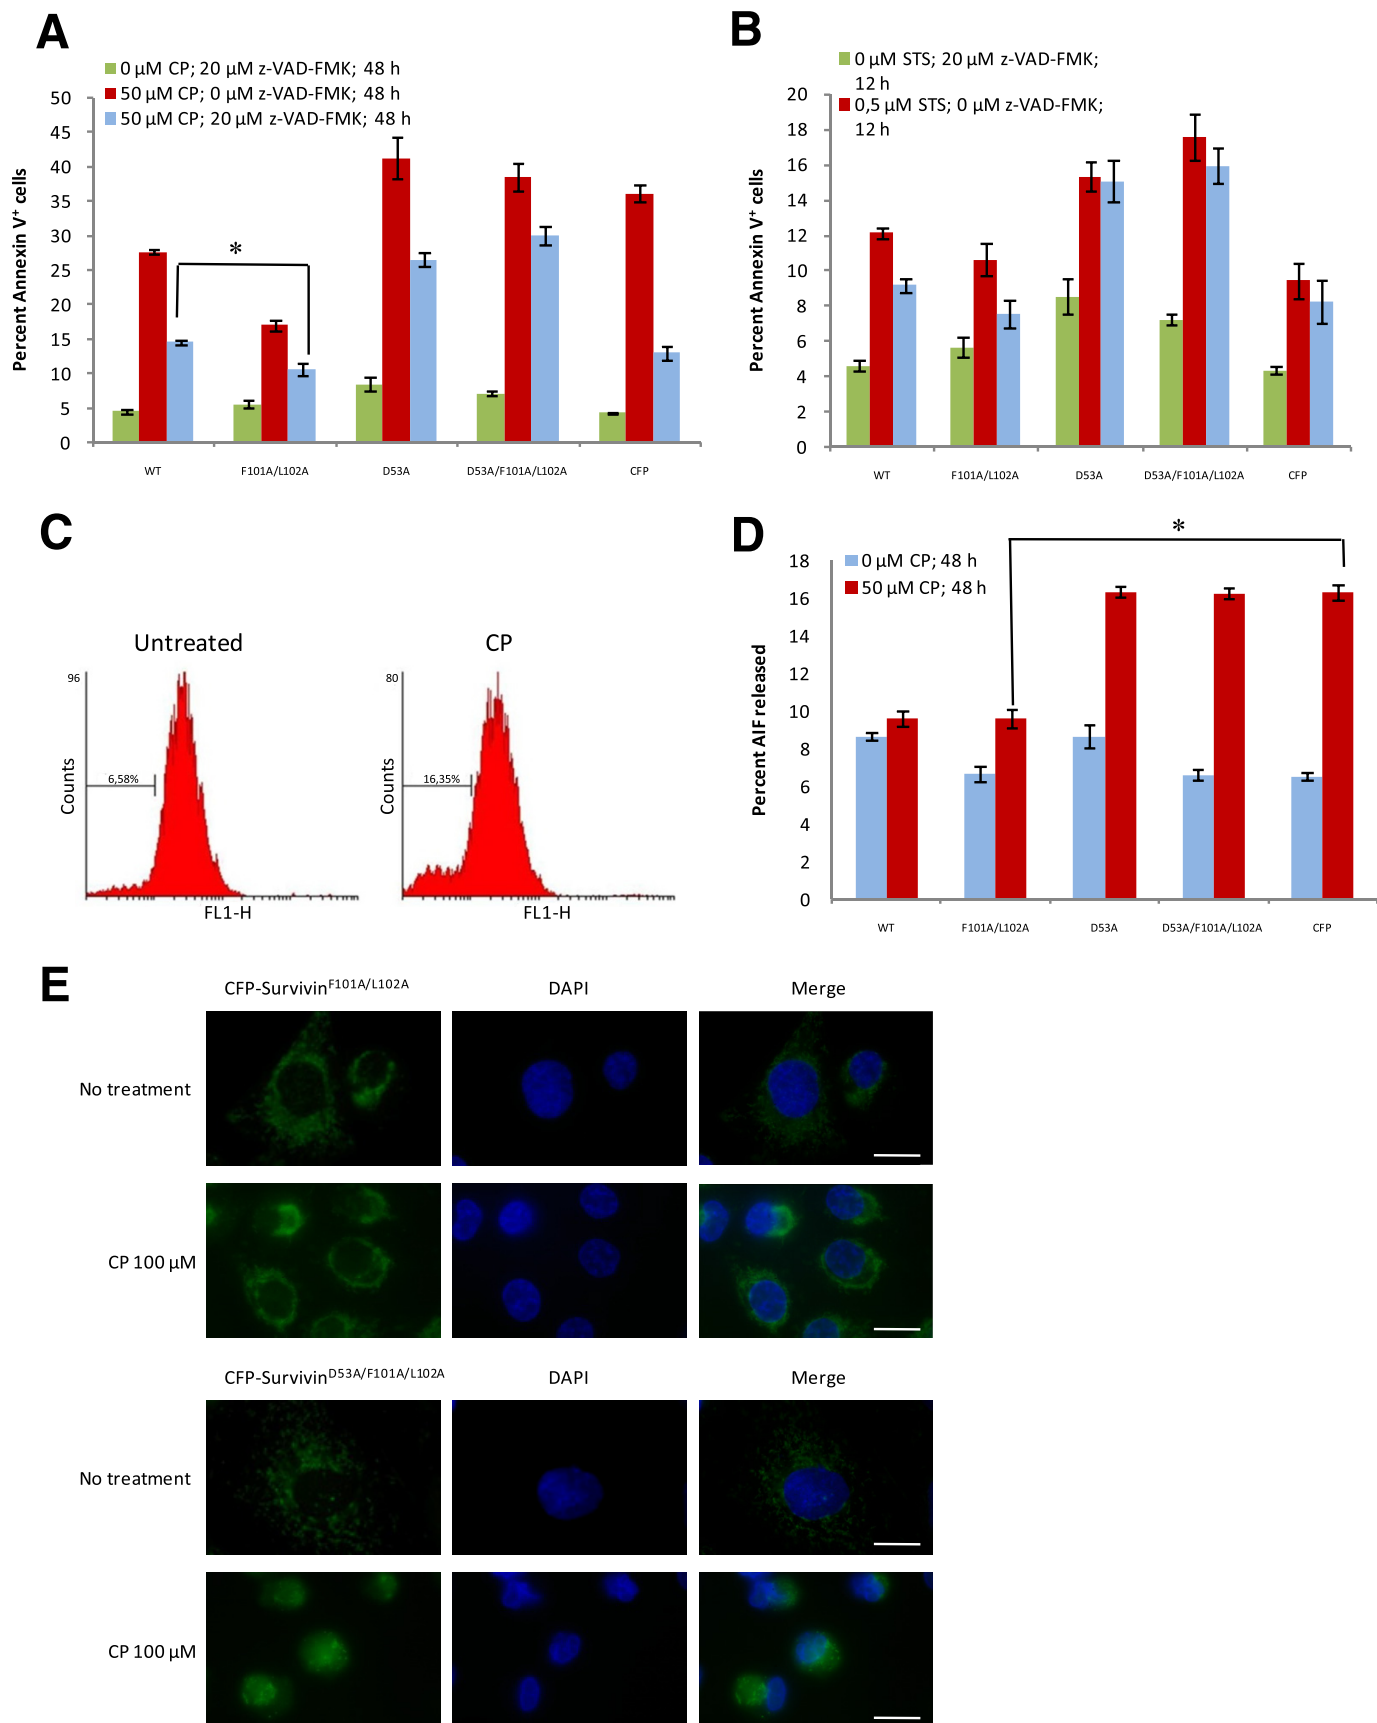 A
0 µM CP; 20 µM z-VAD-FMK; 48 h
50 µM CP; 0 µM z-VAD-FMK; 48 h
50 µM CP; 20 µM z-VAD-FMK; 48 h
Percent Annexin V⁺ cells
50
45
40
35
30
25
20
15
10
5
0
*
WT
F101A/L102A
D53A
D53A/F101A/L102A
CFP
B
0 µM STS; 20 µM z-VAD-FMK;
12 h
0,5 µM STS; 0 µM z-VAD-FMK;
12 h
Percent Annexin V⁺ cells
20
18
16
14
12
10
8
6
4
2
0
WT
F101A/L102A
D53A
D53A/F101A/L102A
CFP
C
Untreated
96
Counts
6,58%
FL1-H
CP
80
Counts
16,35%
FL1-H
D
0 µM CP; 48 h
50 µM CP; 48 h
*
Percent AIF released
18
16
14
12
10
8
6
4
2
0
WT
F101A/L102A
D53A
D53A/F101A/L102A
CFP
E
CFP-Survivin^F101A/L102A
DAPI
Merge
No treatment
CP 100 µM
CFP-Survivin^D53A/F101A/L102A
DAPI
Merge
No treatment
CP 100 µM